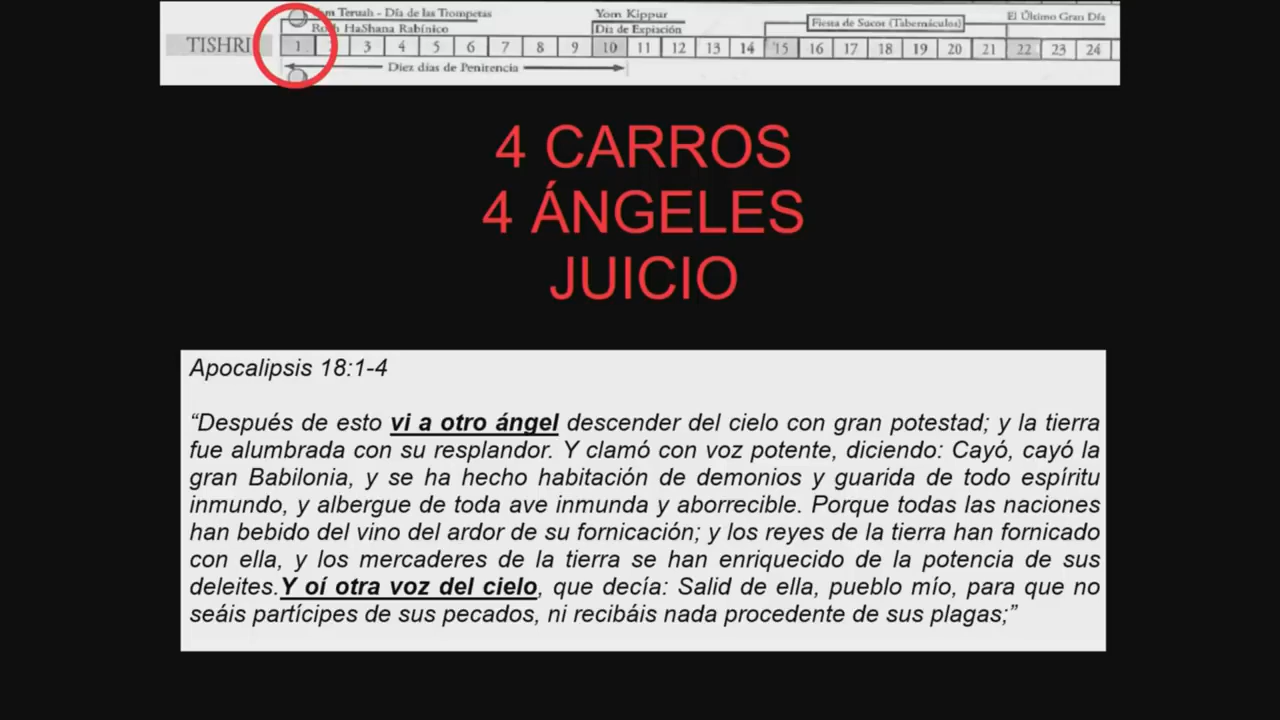 Yom Teruah - Día de las Trompetas
Rosh HaShana Rabínico
Yom Kippur
Día de Expiación
Fiesta de Sucot (Tabernáculos)
El Último Gran Día
TISHRI 1 2 3 4 5 6 7 8 9 10 11 12 13 14 15 16 17 18 19 20 21 22 23 24
Diez días de Penitencia
4 CARROS
4 ÁNGELES
JUICIO
Apocalipsis 18:1-4
“Después de esto vi a otro ángel descender del cielo con gran potestad; y la tierra
fue alumbrada con su resplandor. Y clamó con voz potente, diciendo: Cayó, cayó la
gran Babilonia, y se ha hecho habitación de demonios y guarida de todo espíritu
inmundo, y albergue de toda ave inmunda y aborrecible. Porque todas las naciones
han bebido del vino del ardor de su fornicación; y los reyes de la tierra han fornicado
con ella, y los mercaderes de la tierra se han enriquecido de la potencia de sus
deleites.Y oí otra voz del cielo, que decía: Salid de ella, pueblo mío, para que no
seáis partícipes de sus pecados, ni recibáis nada procedente de sus plagas;”